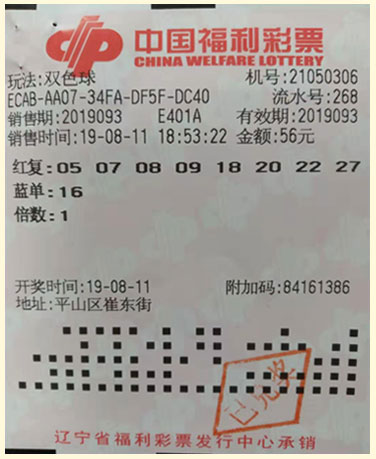 中国福利彩票
CHINA WELFARE LOTTERY
玩法:双色球 机号:21050306
ECAB-AA07-34FA-DF5F-DC40 流水号:268
销售期:2019093 E401A 有效期:2019093
销售时间:19-08-11 18:53:22 金额:56元
红复:05 07 08 09 18 20 22 27
蓝单:16
倍数:1
开奖时间:19-08-11 附加码:84161386
地址:平山区崔东街
已兑奖
辽宁省福利彩票发行中心承销